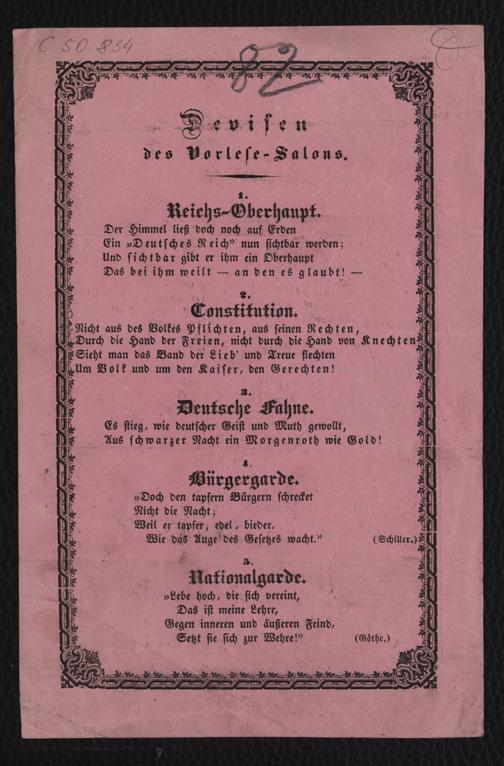 C 50.834
82
Devisen
des Vorlese-Salons.
1.
Reichs-Oberhaupt.
Der Himmel ließ doch noch auf Erden
Ein »Deutsches Reich" nun sichtbar werden;
Und sichtbar gibt er ihm ein Oberhaupt
Das bei ihm weilt — an den es glaubt! —
2.
Constitution.
Nicht aus des Volkes Pflichten, aus seinen Rechten,
Durch die Hand der Freien, nicht durch die Hand von Knechten
Sieht man das Band der Lieb' und Treue flechten
Um Volk und um den Kaiser, den Gerechten!
3.
Deutsche Fahne.
Es stieg, wie deutscher Geist und Muth gewollt,
Aus schwarzer Nacht ein Morgenroth wie Gold!
4.
Bürgergarde.
»Doch den tapfern Bürgern schrecket
Nicht die Nacht;
Weil er tapfer, edel, bieder,
Wie das Auge des Gesetzes wacht." (Schiller.)
5.
Nationalgarde.
»Lebe hoch, die sich vereint,
Das ist meine Lehre,
Gegen inneren und äußeren Feind,
Setzt sie sich zur Wehre!" (Göthe.)